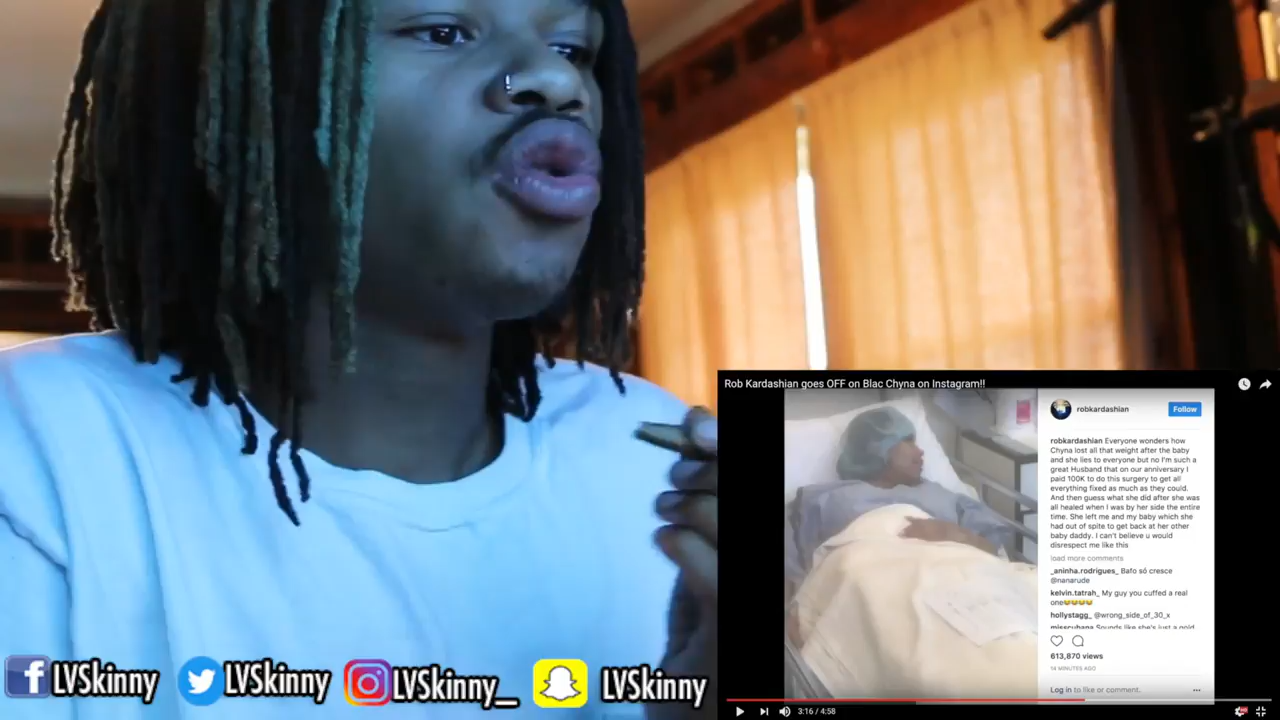 Rob Kardashian goes OFF on Blac Chyna on Instagram!!
robkardashian
Follow
robkardashian Everyone wonders how
Chyna lost all that weight after the baby
and she lies to everyone but no I'm such a
great Husband that on our anniversary I
paid 100K to do this surgery to get all
everything fixed as much as they could.
And then guess what she did after she was
all healed when I was by her side the entire
time. She left me and my baby which she
had out of spite to get back at her other
baby daddy. I can't believe u would
disrespect me like this
load more comments
_aninha.rodrigues_ Bafo só cresce
@nanarude
kelvin.tatrah_ My guy you cuffed a real
one😂😂😂😂
hollystagg_ @wrong_side_of_30_x
misscubana Sounds like she's just a gold
613,870 views
14 MINUTES AGO
Log in to like or comment.
3:16 / 4:58
LVSkinny
LVSkinny
LVSkinny_
LVSkinny